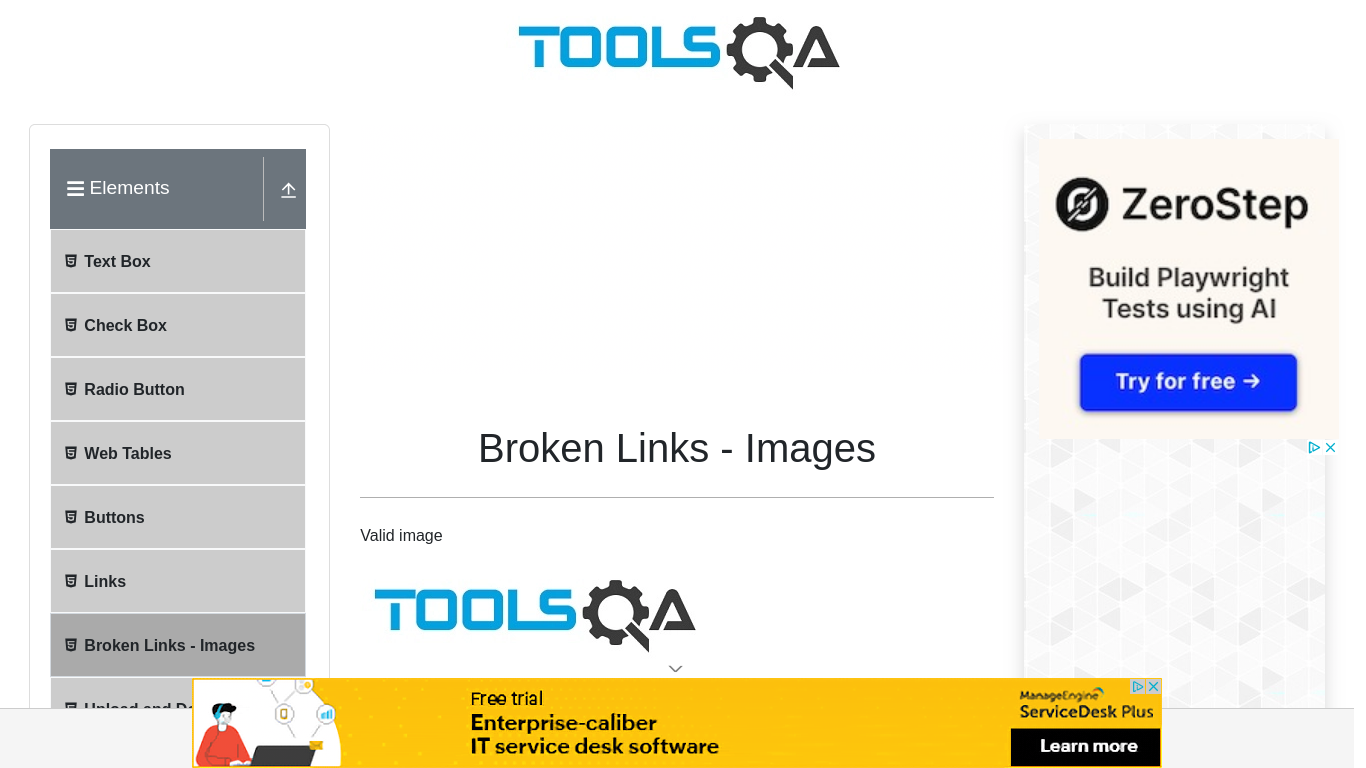 TOOLSQA
Elements
Text Box
Check Box
Radio Button
Web Tables
Buttons
Links
Broken Links - Images
Upload and
Broken Links - Images
Valid image
TOOLSQA
ZeroStep
Build Playwright
Tests using AI
Try for free →
Free trial
Enterprise-caliber
IT service desk software
ManageEngine
ServiceDesk Plus
Learn more